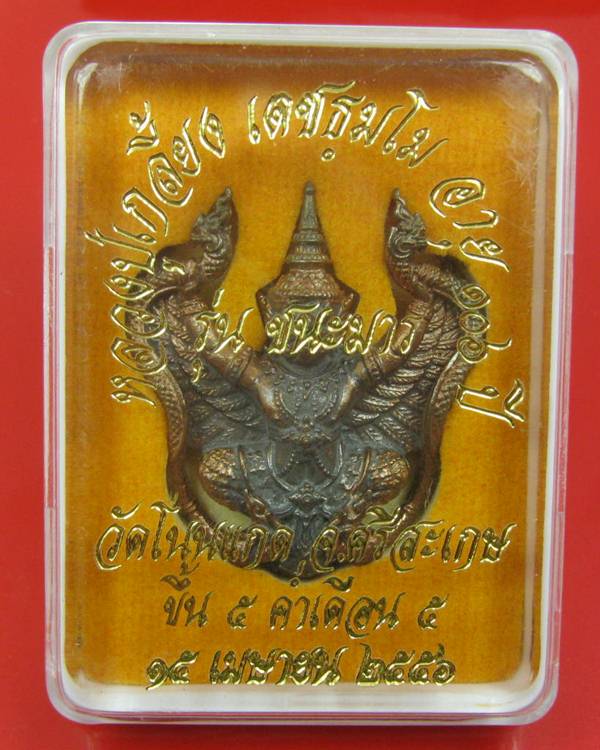 หลวงปู่เกลี้ยง เตชธมฺโม อายุ ๑๐๖ ปี
รุ่น ชนะมาร
วัดโนนแกด จ.ศรีสะเกษ
ขึ้น ๕ ค่ำเดือน ๕
๑๕ เมษายน ๒๕๕๖